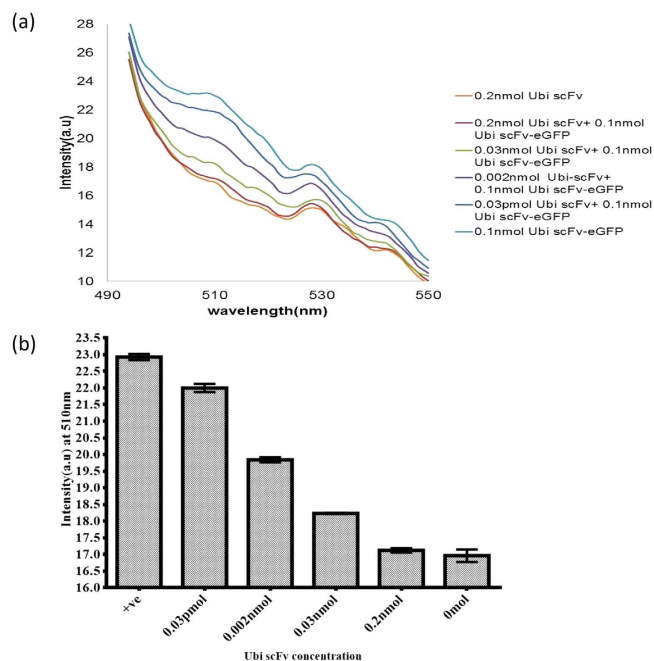 (a)
28
26
24
22
20
18
16
14
12
10
Intensity(a.u)
490
510
530
550
wavelength(nm)
0.2nmol Ubi scFv
0.2nmol Ubi scFv+ 0.1nmol
Ubi scFv-eGFP
0.03nmol Ubi scFv+ 0.1nmol
Ubi scFv-eGFP
0.002nmol Ubi-scFv+
0.1nmol Ubi scFv-eGFP
0.03pmol Ubi scFv+ 0.1nmol
Ubi scFv-eGFP
0.1nmol Ubi scFv-eGFP
(b)
23.5
23.0
22.5
22.0
21.5
21.0
20.5
20.0
19.5
19.0
18.5
18.0
17.5
17.0
16.5
16.0
Intensity(a.u) at 510nm
+ve
0.03pmol
0.002nmol
0.03nmol
0.2nmol
0mol
Ubi scFv concentration